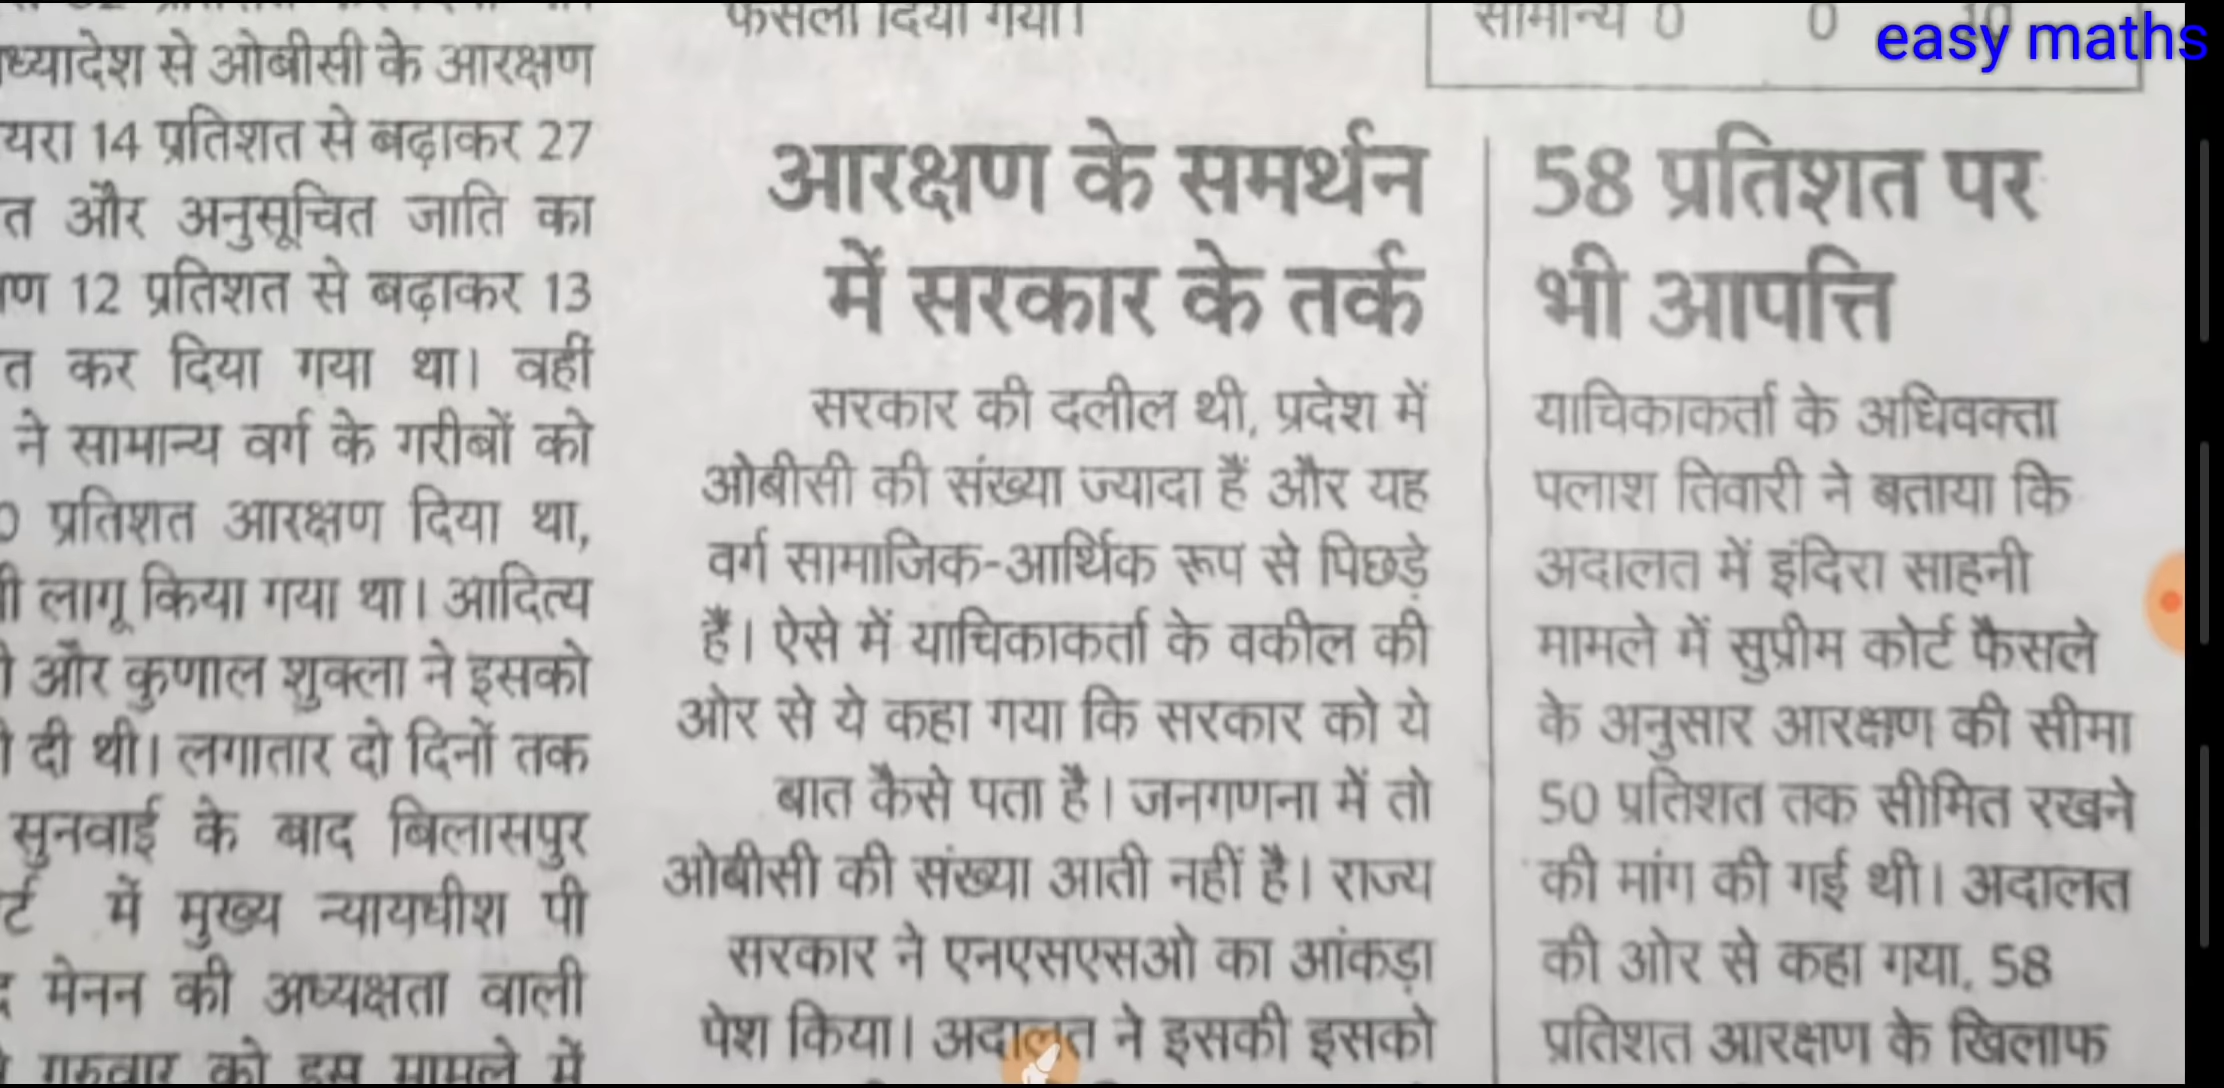 easy maths
फैसला दिया गया।
सामान्य 0 0 10
से ओबीसी के आरक्षण
14 प्रतिशत से बढ़ाकर 27
और अनुसूचित जाति का
12 प्रतिशत से बढ़ाकर 13
कर दिया गया था। वहीं
ने सामान्य वर्ग के गरीबों को
प्रतिशत आरक्षण दिया था,
लागू किया गया था। आदित्य
और कुणाल शुक्ला ने इसको
दी थी। लगातार दो दिनों तक
सुनवाई के बाद बिलासपुर
में मुख्य न्यायधीश पी
मेनन की अध्यक्षता वाली
गुरुवार को इस मामले में
आरक्षण के समर्थन
में सरकार के तर्क
सरकार की दलील थी, प्रदेश में
ओबीसी की संख्या ज्यादा हैं और यह
वर्ग सामाजिक-आर्थिक रूप से पिछड़े
हैं। ऐसे में याचिकाकर्ता के वकील की
ओर से ये कहा गया कि सरकार को ये
बात कैसे पता है। जनगणना में तो
ओबीसी की संख्या आती नहीं है। राज्य
सरकार ने एनएसएसओ का आंकड़ा
पेश किया। अदालत ने इसकी इसको
58 प्रतिशत पर
भी आपत्ति
याचिकाकर्ता के अधिवक्ता
पलाश तिवारी ने बताया कि
अदालत में इंदिरा साहनी
मामले में सुप्रीम कोर्ट फैसले
के अनुसार आरक्षण की सीमा
50 प्रतिशत तक सीमित रखने
की मांग की गई थी। अदालत
की ओर से कहा गया, 58
प्रतिशत आरक्षण के खिलाफ